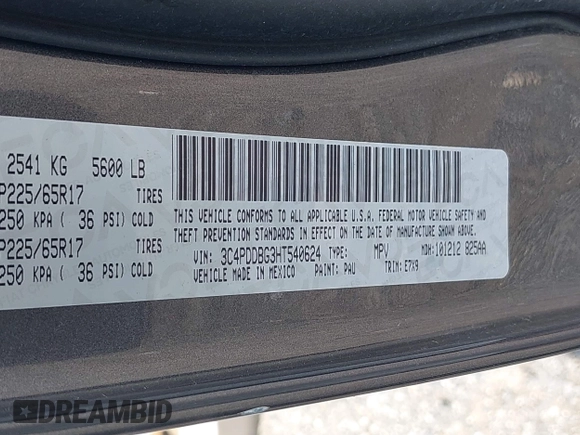 2541 KG 5600 LB
P225/65R17 TIRES
250 KPA ( 36 PSI) COLD
P225/65R17 TIRES
250 KPA ( 36 PSI) COLD
THIS VEHICLE CONFORMS TO ALL APPLICABLE U.S.A. FEDERAL MOTOR VEHICLE SAFETY AND
THEFT PREVENTION STANDARDS IN EFFECT ON THE DATE OF MANUFACTURE SHOWN ABOVE.
VIN: 3C4PDDBG3HT540624 TYPE: MPV MDH: 101212 825AA
VEHICLE MADE IN MEXICO PAINT: PAU TRIM: E7X9
DREAMBID